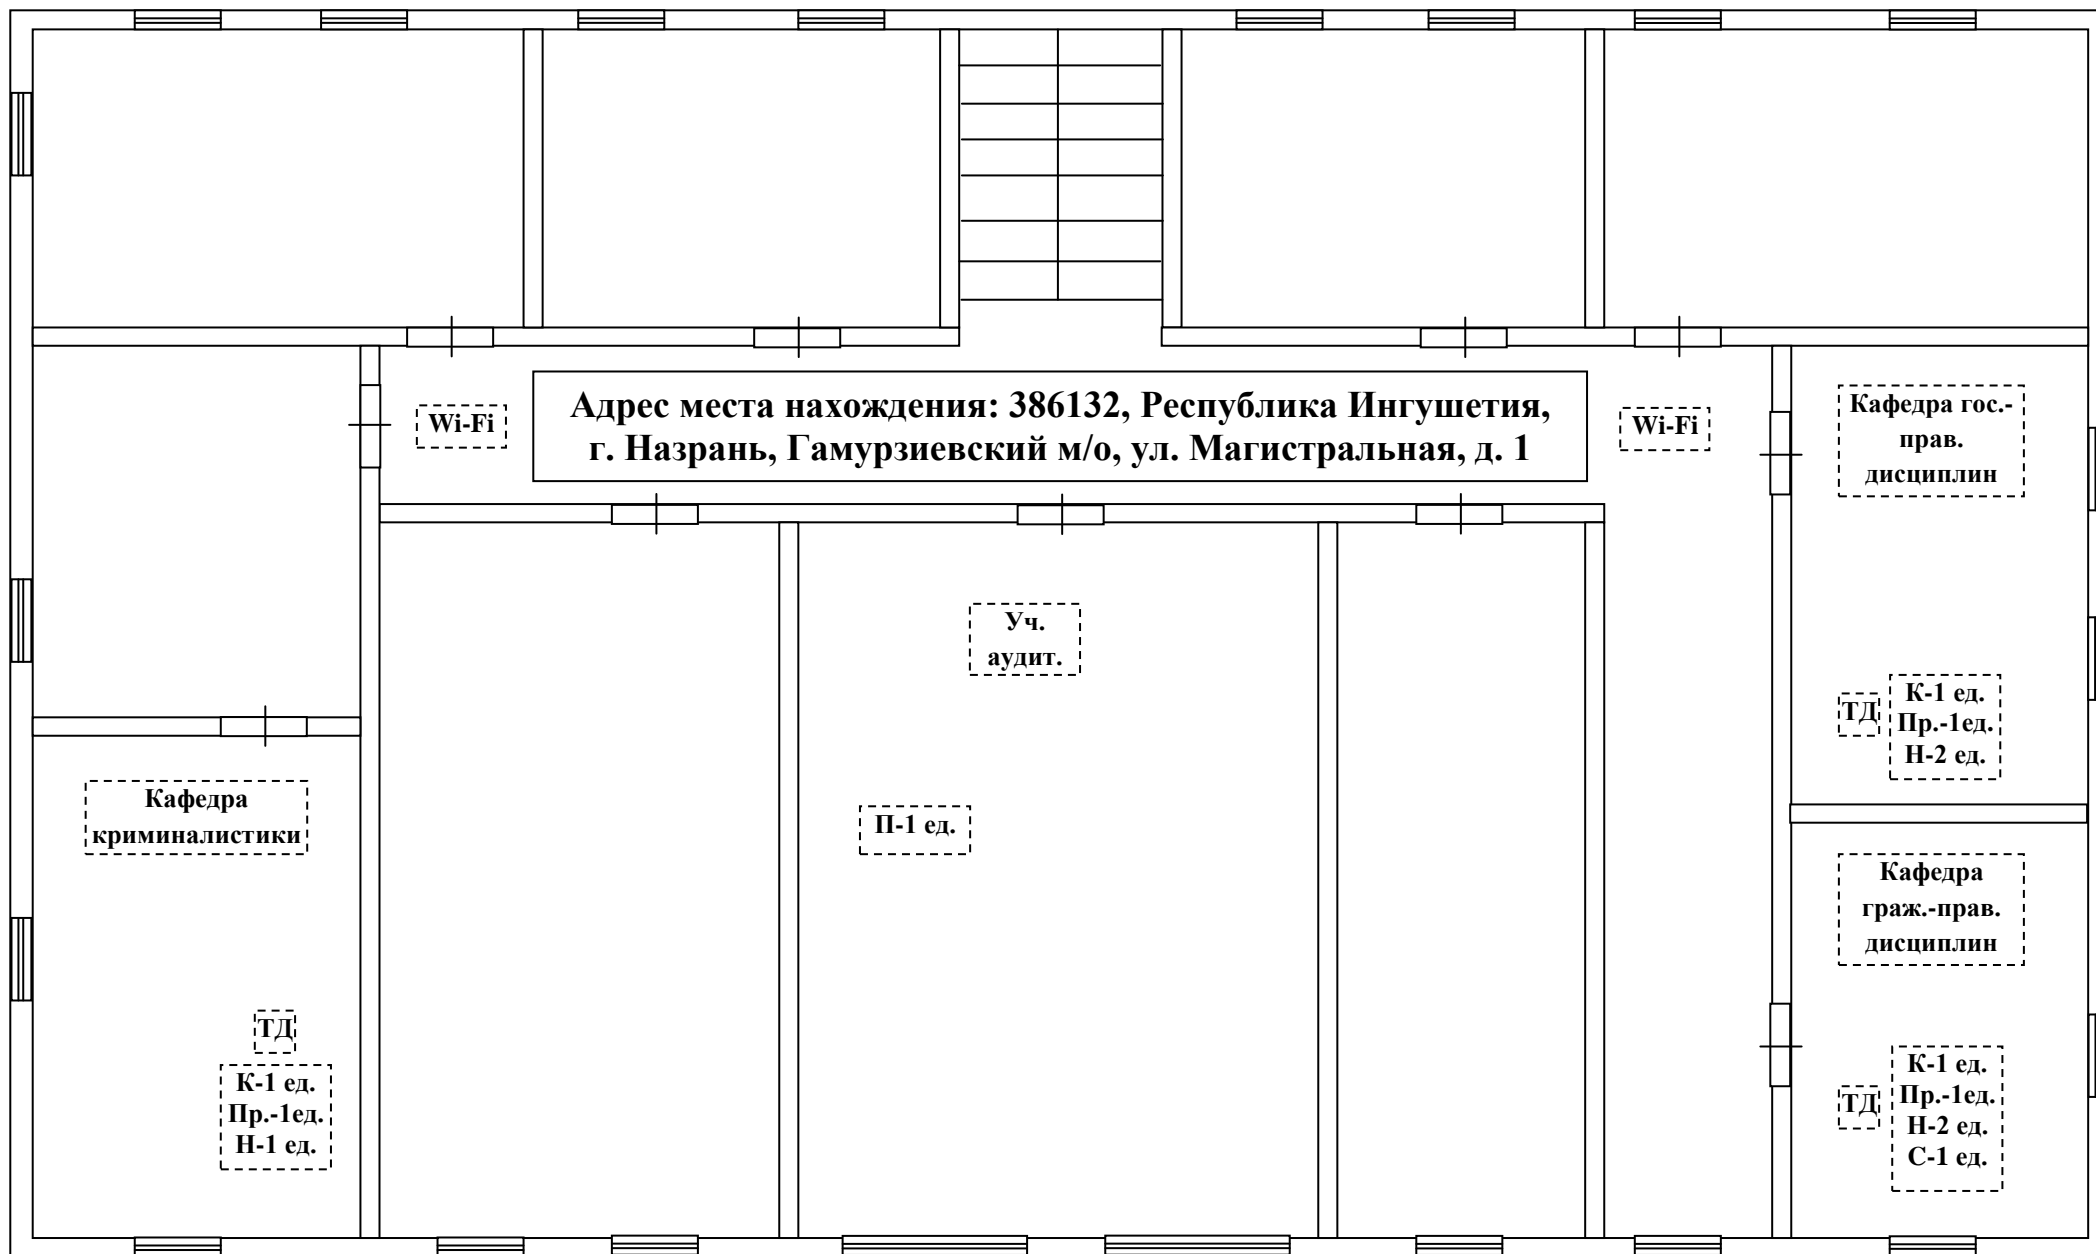 Адрес места нахождения: 386132, Республика Ингушетия,
г. Назрань, Гамурзиевский м/о, ул. Магистральная, д. 1
Wi-Fi
Wi-Fi
Кафедра гос.-
прав.
дисциплин
Уч.
аудит.
ТД
К-1 ед.
Пр.-1ед.
Н-2 ед.
Кафедра
криминалистики
П-1 ед.
Кафедра
граж.-прав.
дисциплин
ТД
К-1 ед.
Пр.-1ед.
Н-1 ед.
ТД
К-1 ед.
Пр.-1ед.
Н-2 ед.
С-1 ед.